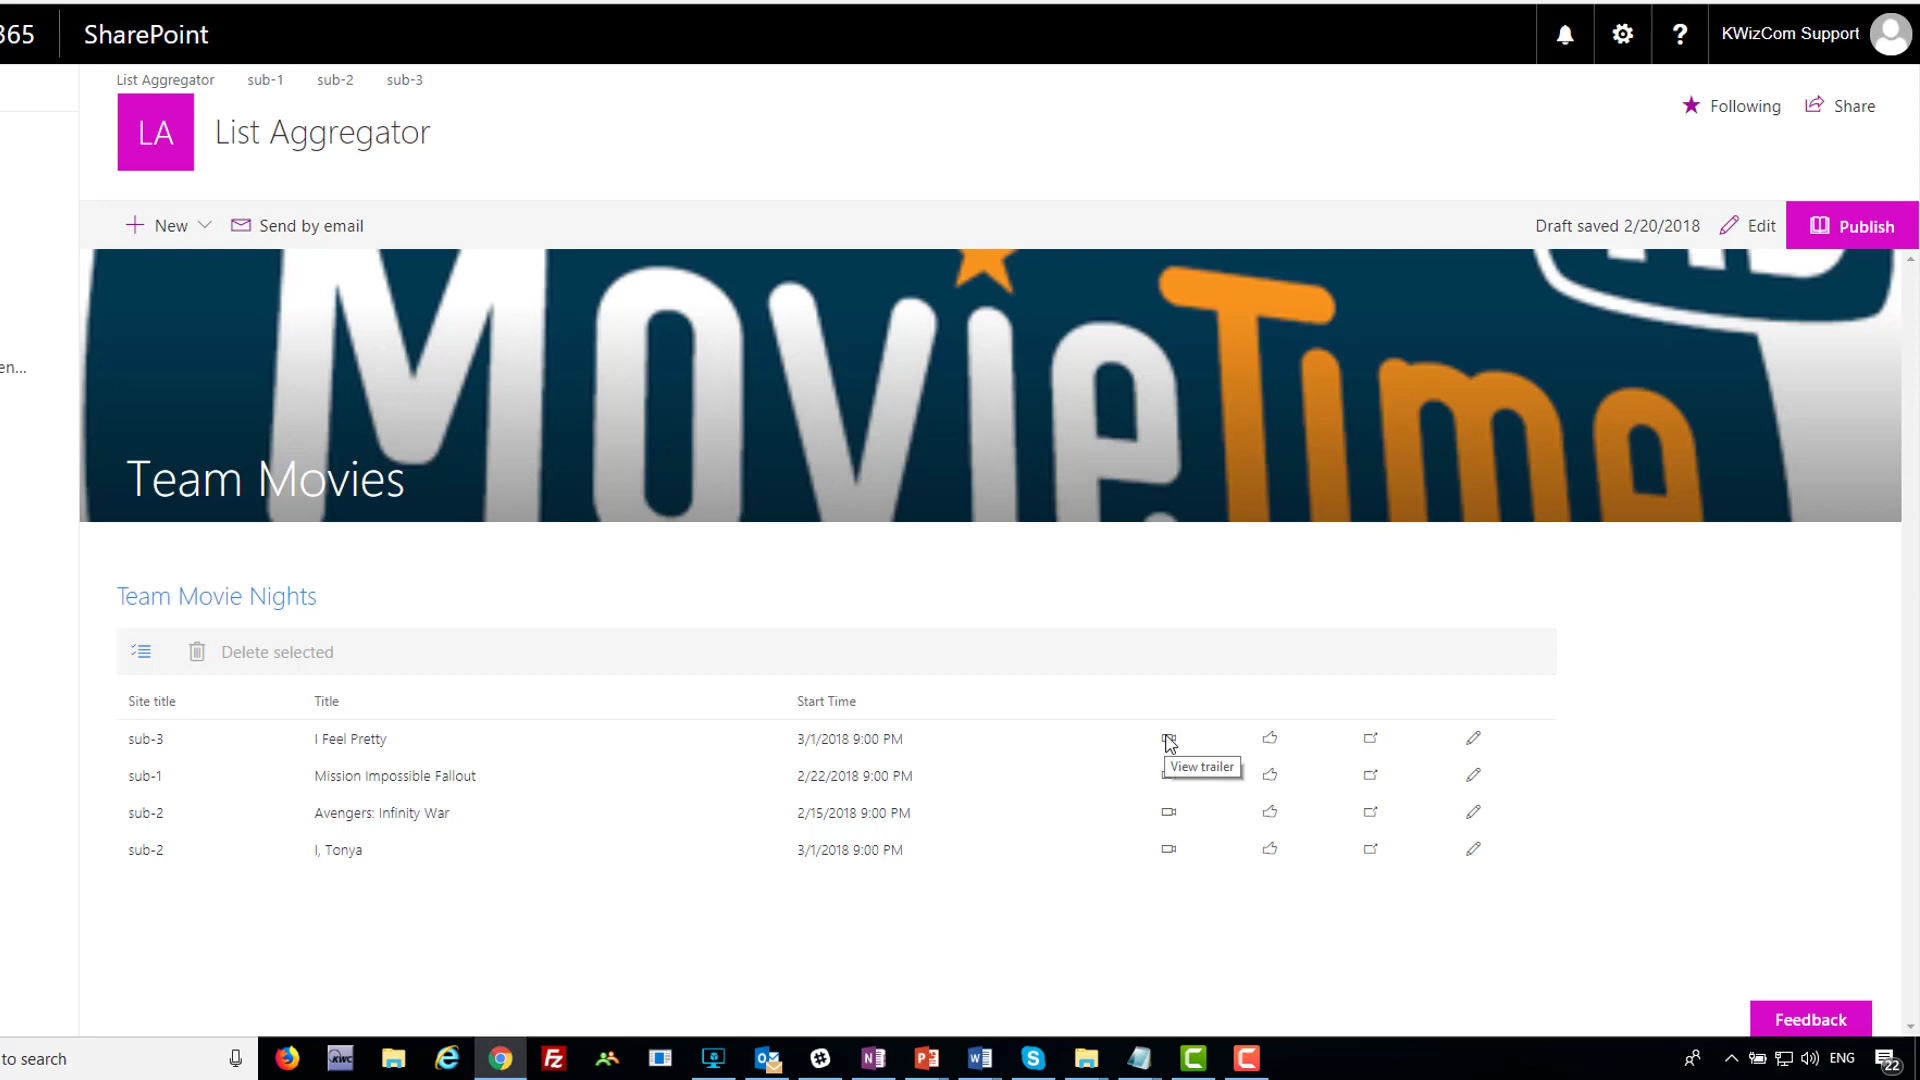 365 SharePoint KWizCom Support
List Aggregator sub-1 sub-2 sub-3
Following Share
LA List Aggregator
New Send by email Draft saved 2/20/2018 Edit Publish
MovieTime
Team Movies
en...
Team Movie Nights
Delete selected
Site title Title Start Time
sub-3 I Feel Pretty 3/1/2018 9:00 PM
View trailer
sub-1 Mission Impossible Fallout 2/22/2018 9:00 PM
sub-2 Avengers: Infinity War 2/15/2018 9:00 PM
sub-2 I, Tonya 3/1/2018 9:00 PM
Feedback
to search KWC ENG 22